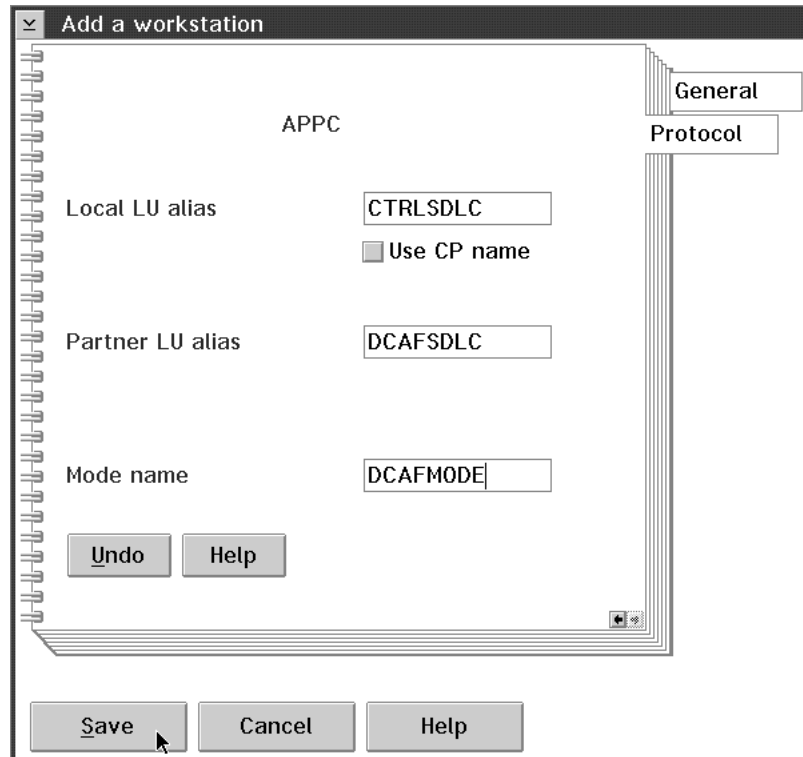 Add a workstation
General
APPC
Protocol
Local LU alias CTRLSDLC
Use CP name
Partner LU alias DCAFSDLC
Mode name DCAFMODE
Undo Help
Save Cancel Help